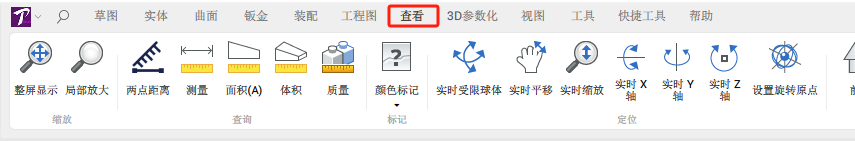 草图 实体 曲面 钣金 装配 工程图 查看 3D参数化 视图 工具 快捷工具 帮助
整屏显示 局部放大 两点距离 测量 面积(A) 体积 质量 颜色标记 实时受限球体 实时平移 实时缩放 实时 X 轴 实时 Y 轴 实时 Z 轴 设置旋转原点
缩放 查询 标记 定位